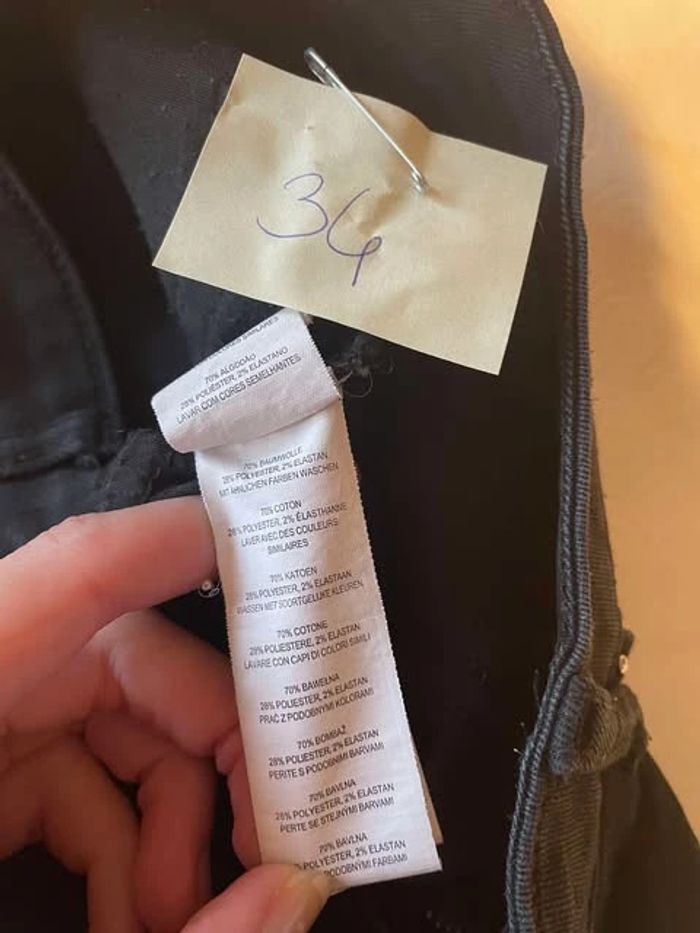 34
70% ALGODÃO
28% POLIÉSTER, 2% ELASTANO
LAVAR COM CORES SEMELHANTES
70% BAUMWOLLE
28% POLYESTER, 2% ELASTAN
MIT ÄHNLICHEN FARBEN WASCHEN
70% COTON
28% POLYESTER, 2% ÉLASTHANNE
LAVER AVEC DES COULEURS
SIMILAIRES
70% KATOEN
28% POLYESTER, 2% ELASTAAN
WASSEN MET SOORTGELIJKE KLEUREN
70% COTONE
28% POLIESTERE, 2% ELASTAN
LAVARE CON CAPI DI COLORI SIMILI
70% BAWEŁNA
28% POLIESTER, 2% ELASTAN
PRAĆ Z PODOBNYMI KOLORAMI
70% BOMBAŽ
28% POLIESTER, 2% ELASTAN
PERITE S PODOBNIMI BARVAMI
70% BAVLNA
28% POLYESTER, 2% ELASTAN
PERTE SE STEJNÝMI BARVAMI
70% BAVLNA
POLYESTER, 2% ELASTAN
PODOBNÝMI FARBAMI